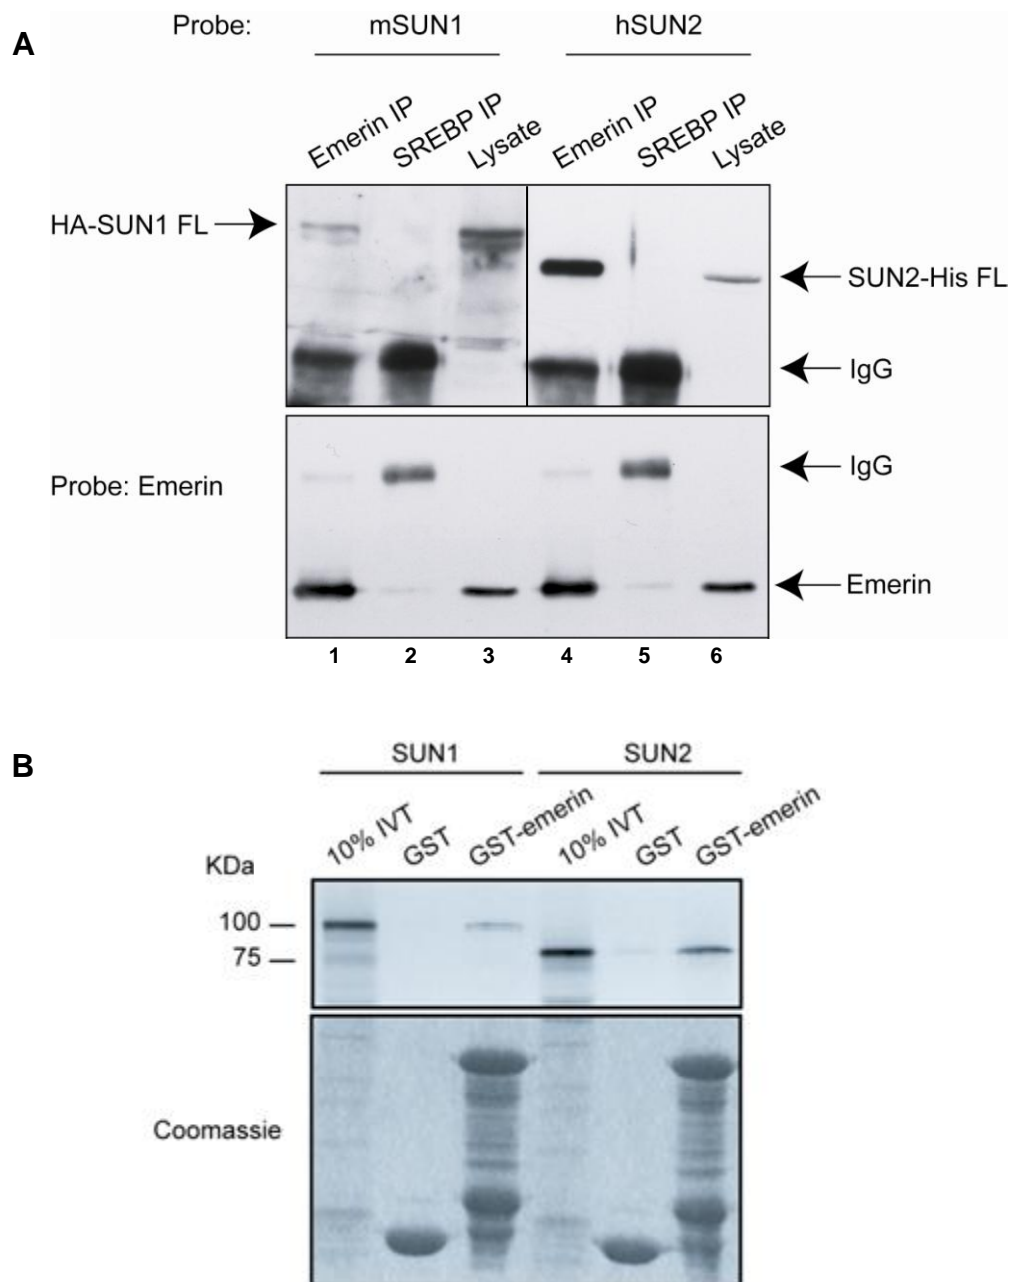 A
Probe: mSUN1 hSUN2
Emerin IP SREBP IP Lysate Emerin IP SREBP IP Lysate
HA-SUN1 FL
SUN2-His FL
IgG
IgG
Probe: Emerin
Emerin
1 2 3 4 5 6
B
SUN1 SUN2
10% IVT GST GST-emerin 10% IVT GST GST-emerin
KDa
100
75
Coomassie